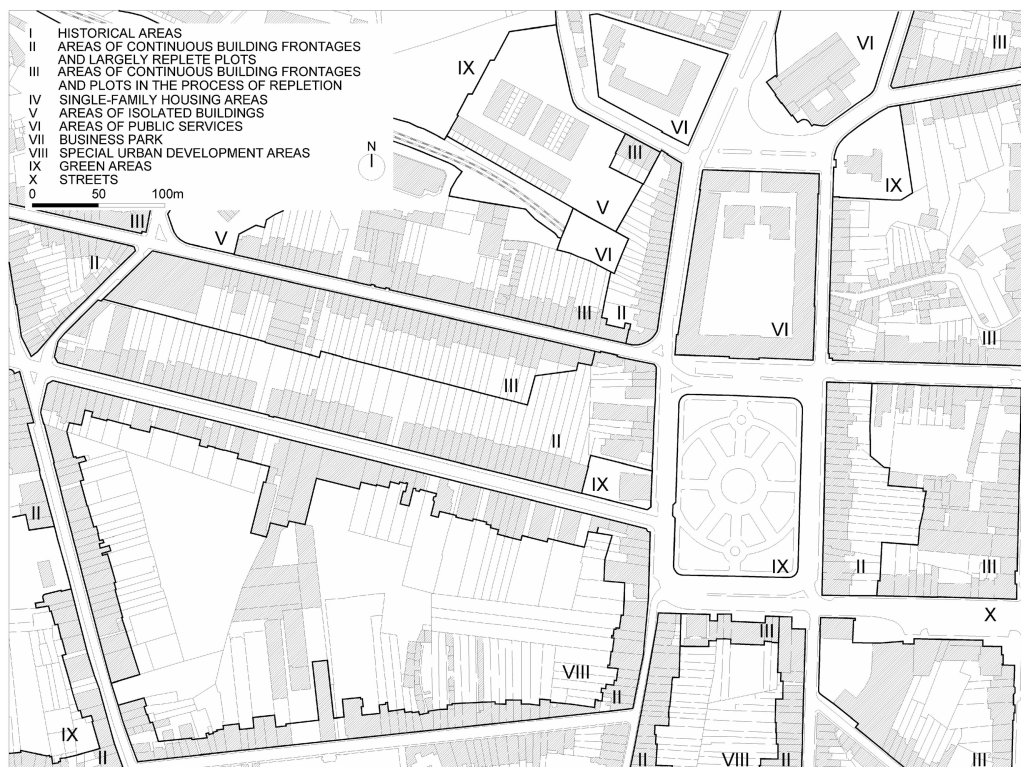 I HISTORICAL AREAS
II AREAS OF CONTINUOUS BUILDING FRONTAGES
AND LARGELY REPLETE PLOTS
III AREAS OF CONTINUOUS BUILDING FRONTAGES
AND PLOTS IN THE PROCESS OF REPLETION
IV SINGLE-FAMILY HOUSING AREAS
V AREAS OF ISOLATED BUILDINGS
VI AREAS OF PUBLIC SERVICES
VII BUSINESS PARK
VIII SPECIAL URBAN DEVELOPMENT AREAS
IX GREEN AREAS
X STREETS
0 50 100m
N
VI
III
IX
VI
III
IX
V
III
V
VI
II
III
II
VI
III
III
II
IX
II
IX
II
III
X
III
VIII
II
IX
II
II
VIII
II
III